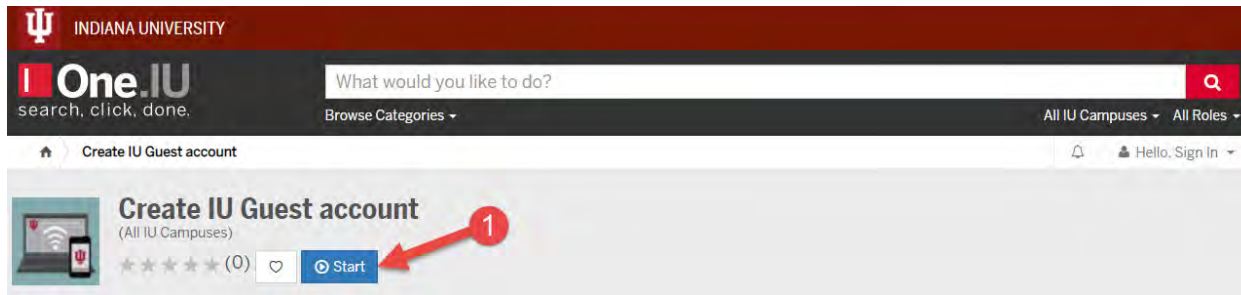 INDIANA UNIVERSITY
One.IU
search, click, done.
What would you like to do?
Browse Categories
All IU Campuses All Roles
Create IU Guest account
Hello, Sign In
Create IU Guest account
(All IU Campuses)
(0)
Start
1